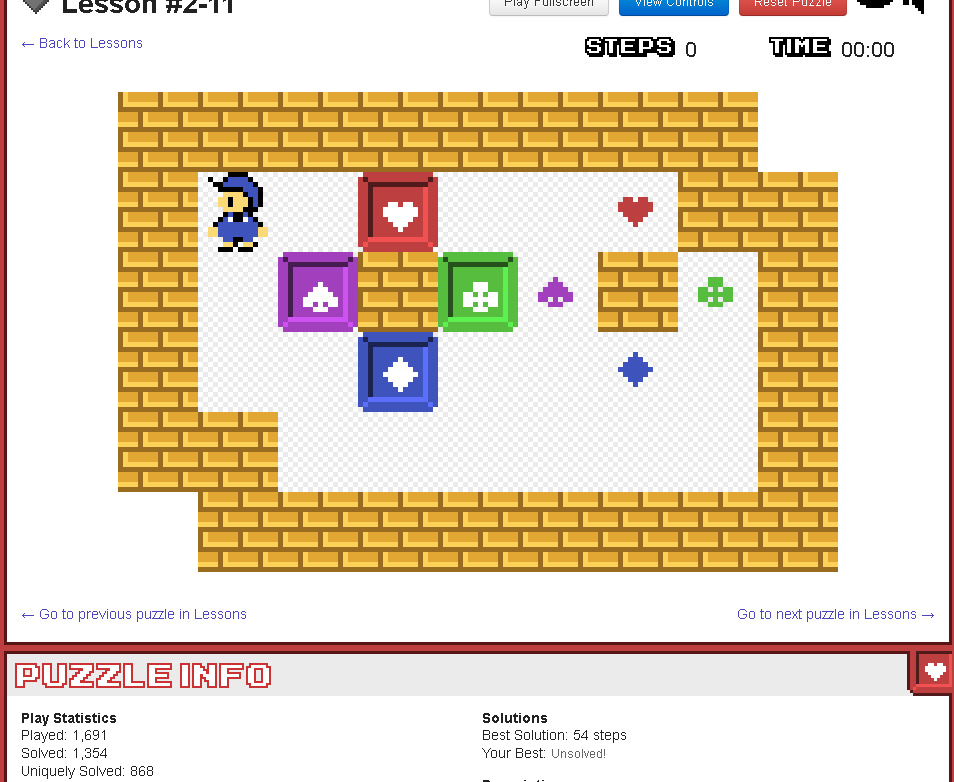 Lesson #2-11
Play Fullscreen
View Controls
Reset Puzzle
← Back to Lessons
STEPS 0
TIME 00:00
← Go to previous puzzle in Lessons
Go to next puzzle in Lessons →
PUZZLE INFO
Play Statistics
Played: 1,691
Solved: 1,354
Uniquely Solved: 868
Solutions
Best Solution: 54 steps
Your Best: Unsolved!